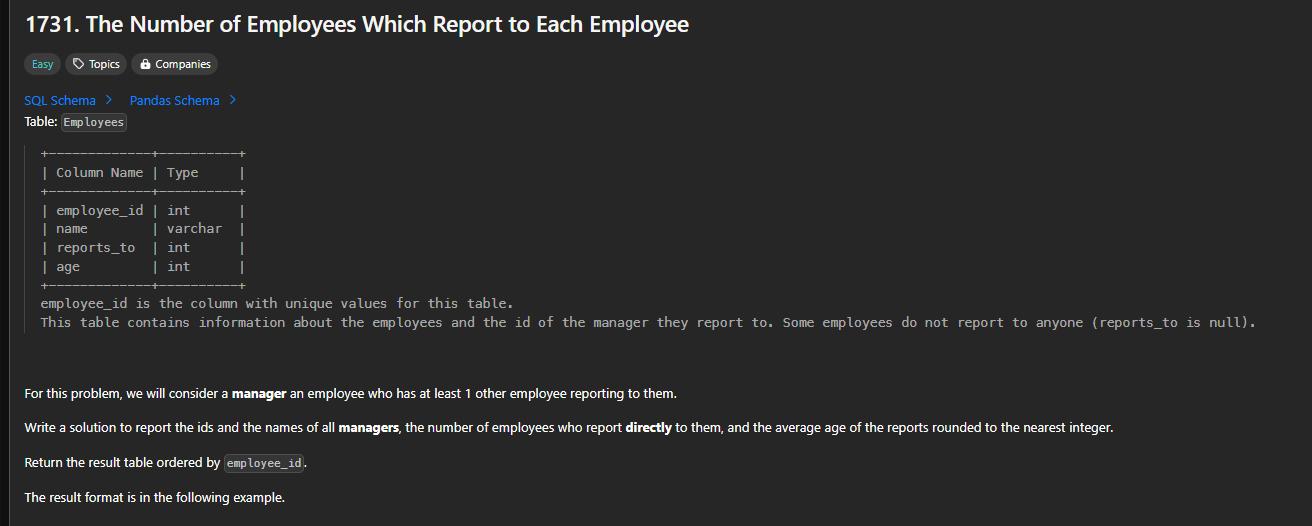 1731. The Number of Employees Which Report to Each Employee
Easy Topics Companies
SQL Schema > Pandas Schema >
Table: Employees
+-------------+----------+
| Column Name | Type     |
+-------------+----------+
| employee_id | int      |
| name        | varchar  |
| reports_to  | int      |
| age         | int      |
+-------------+----------+
employee_id is the column with unique values for this table.
This table contains information about the employees and the id of the manager they report to. Some employees do not report to anyone (reports_to is null).
For this problem, we will consider a manager an employee who has at least 1 other employee reporting to them.
Write a solution to report the ids and the names of all managers, the number of employees who report directly to them, and the average age of the reports rounded to the nearest integer.
Return the result table ordered by employee_id.
The result format is in the following example.